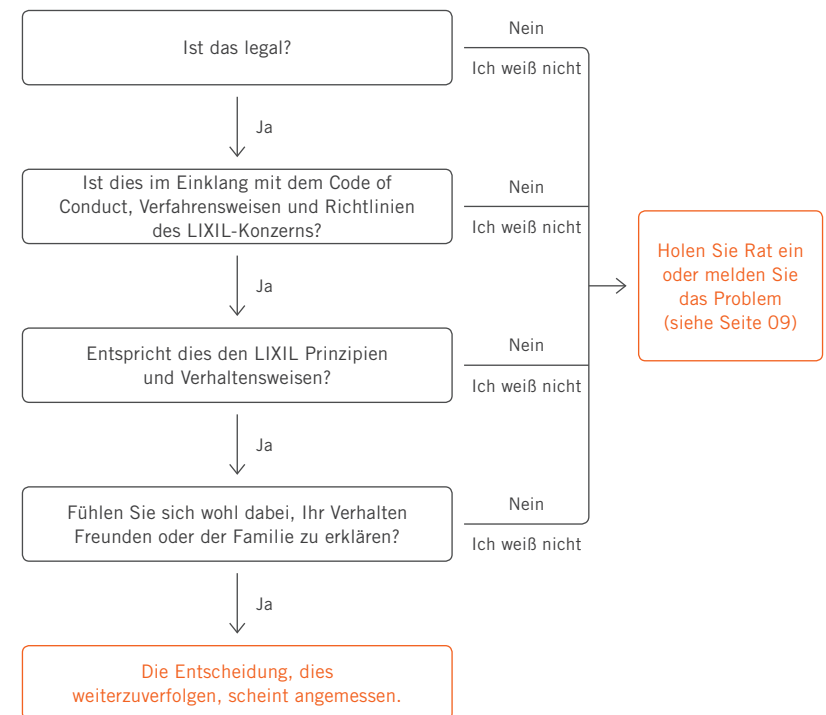 Ist das legal?
Nein
Ich weiß nicht
Ja
Ist dies im Einklang mit dem Code of
Conduct, Verfahrensweisen und Richtlinien
des LIXIL-Konzerns?
Nein
Ich weiß nicht
Holen Sie Rat ein
oder melden Sie
das Problem
(siehe Seite 09)
Ja
Entspricht dies den LIXIL Prinzipien
und Verhaltensweisen?
Nein
Ich weiß nicht
Ja
Fühlen Sie sich wohl dabei, Ihr Verhalten
Freunden oder der Familie zu erklären?
Nein
Ich weiß nicht
Ja
Die Entscheidung, dies
weiterzuverfolgen, scheint angemessen.